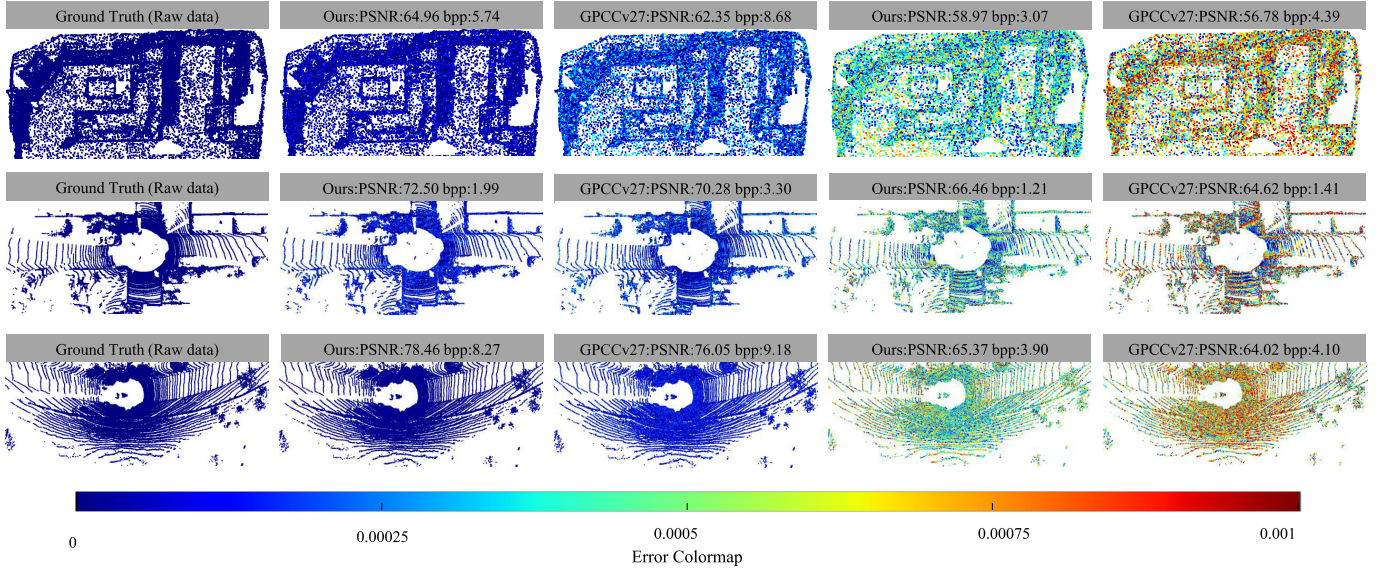 Ground Truth (Raw data)
Ours:PSNR:64.96 bpp:5.74
GPCCv27:PSNR:62.35 bpp:8.68
Ours:PSNR:58.97 bpp:3.07
GPCCv27:PSNR:56.78 bpp:4.39
Ground Truth (Raw data)
Ours:PSNR:72.50 bpp:1.99
GPCCv27:PSNR:70.28 bpp:3.30
Ours:PSNR:66.46 bpp:1.21
GPCCv27:PSNR:64.62 bpp:1.41
Ground Truth (Raw data)
Ours:PSNR:78.46 bpp:8.27
GPCCv27:PSNR:76.05 bpp:9.18
Ours:PSNR:65.37 bpp:3.90
GPCCv27:PSNR:64.02 bpp:4.10
0
0.00025
0.0005
0.00075
0.001
Error Colormap